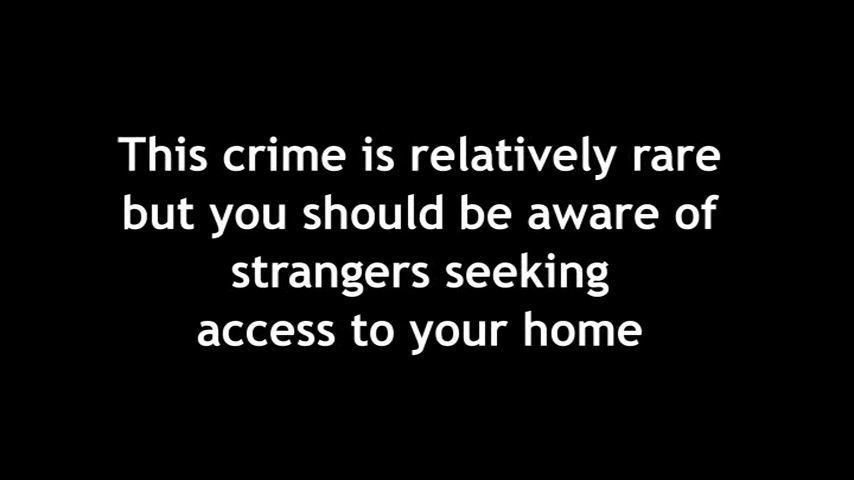 This crime is relatively rare
but you should be aware of
strangers seeking
access to your home